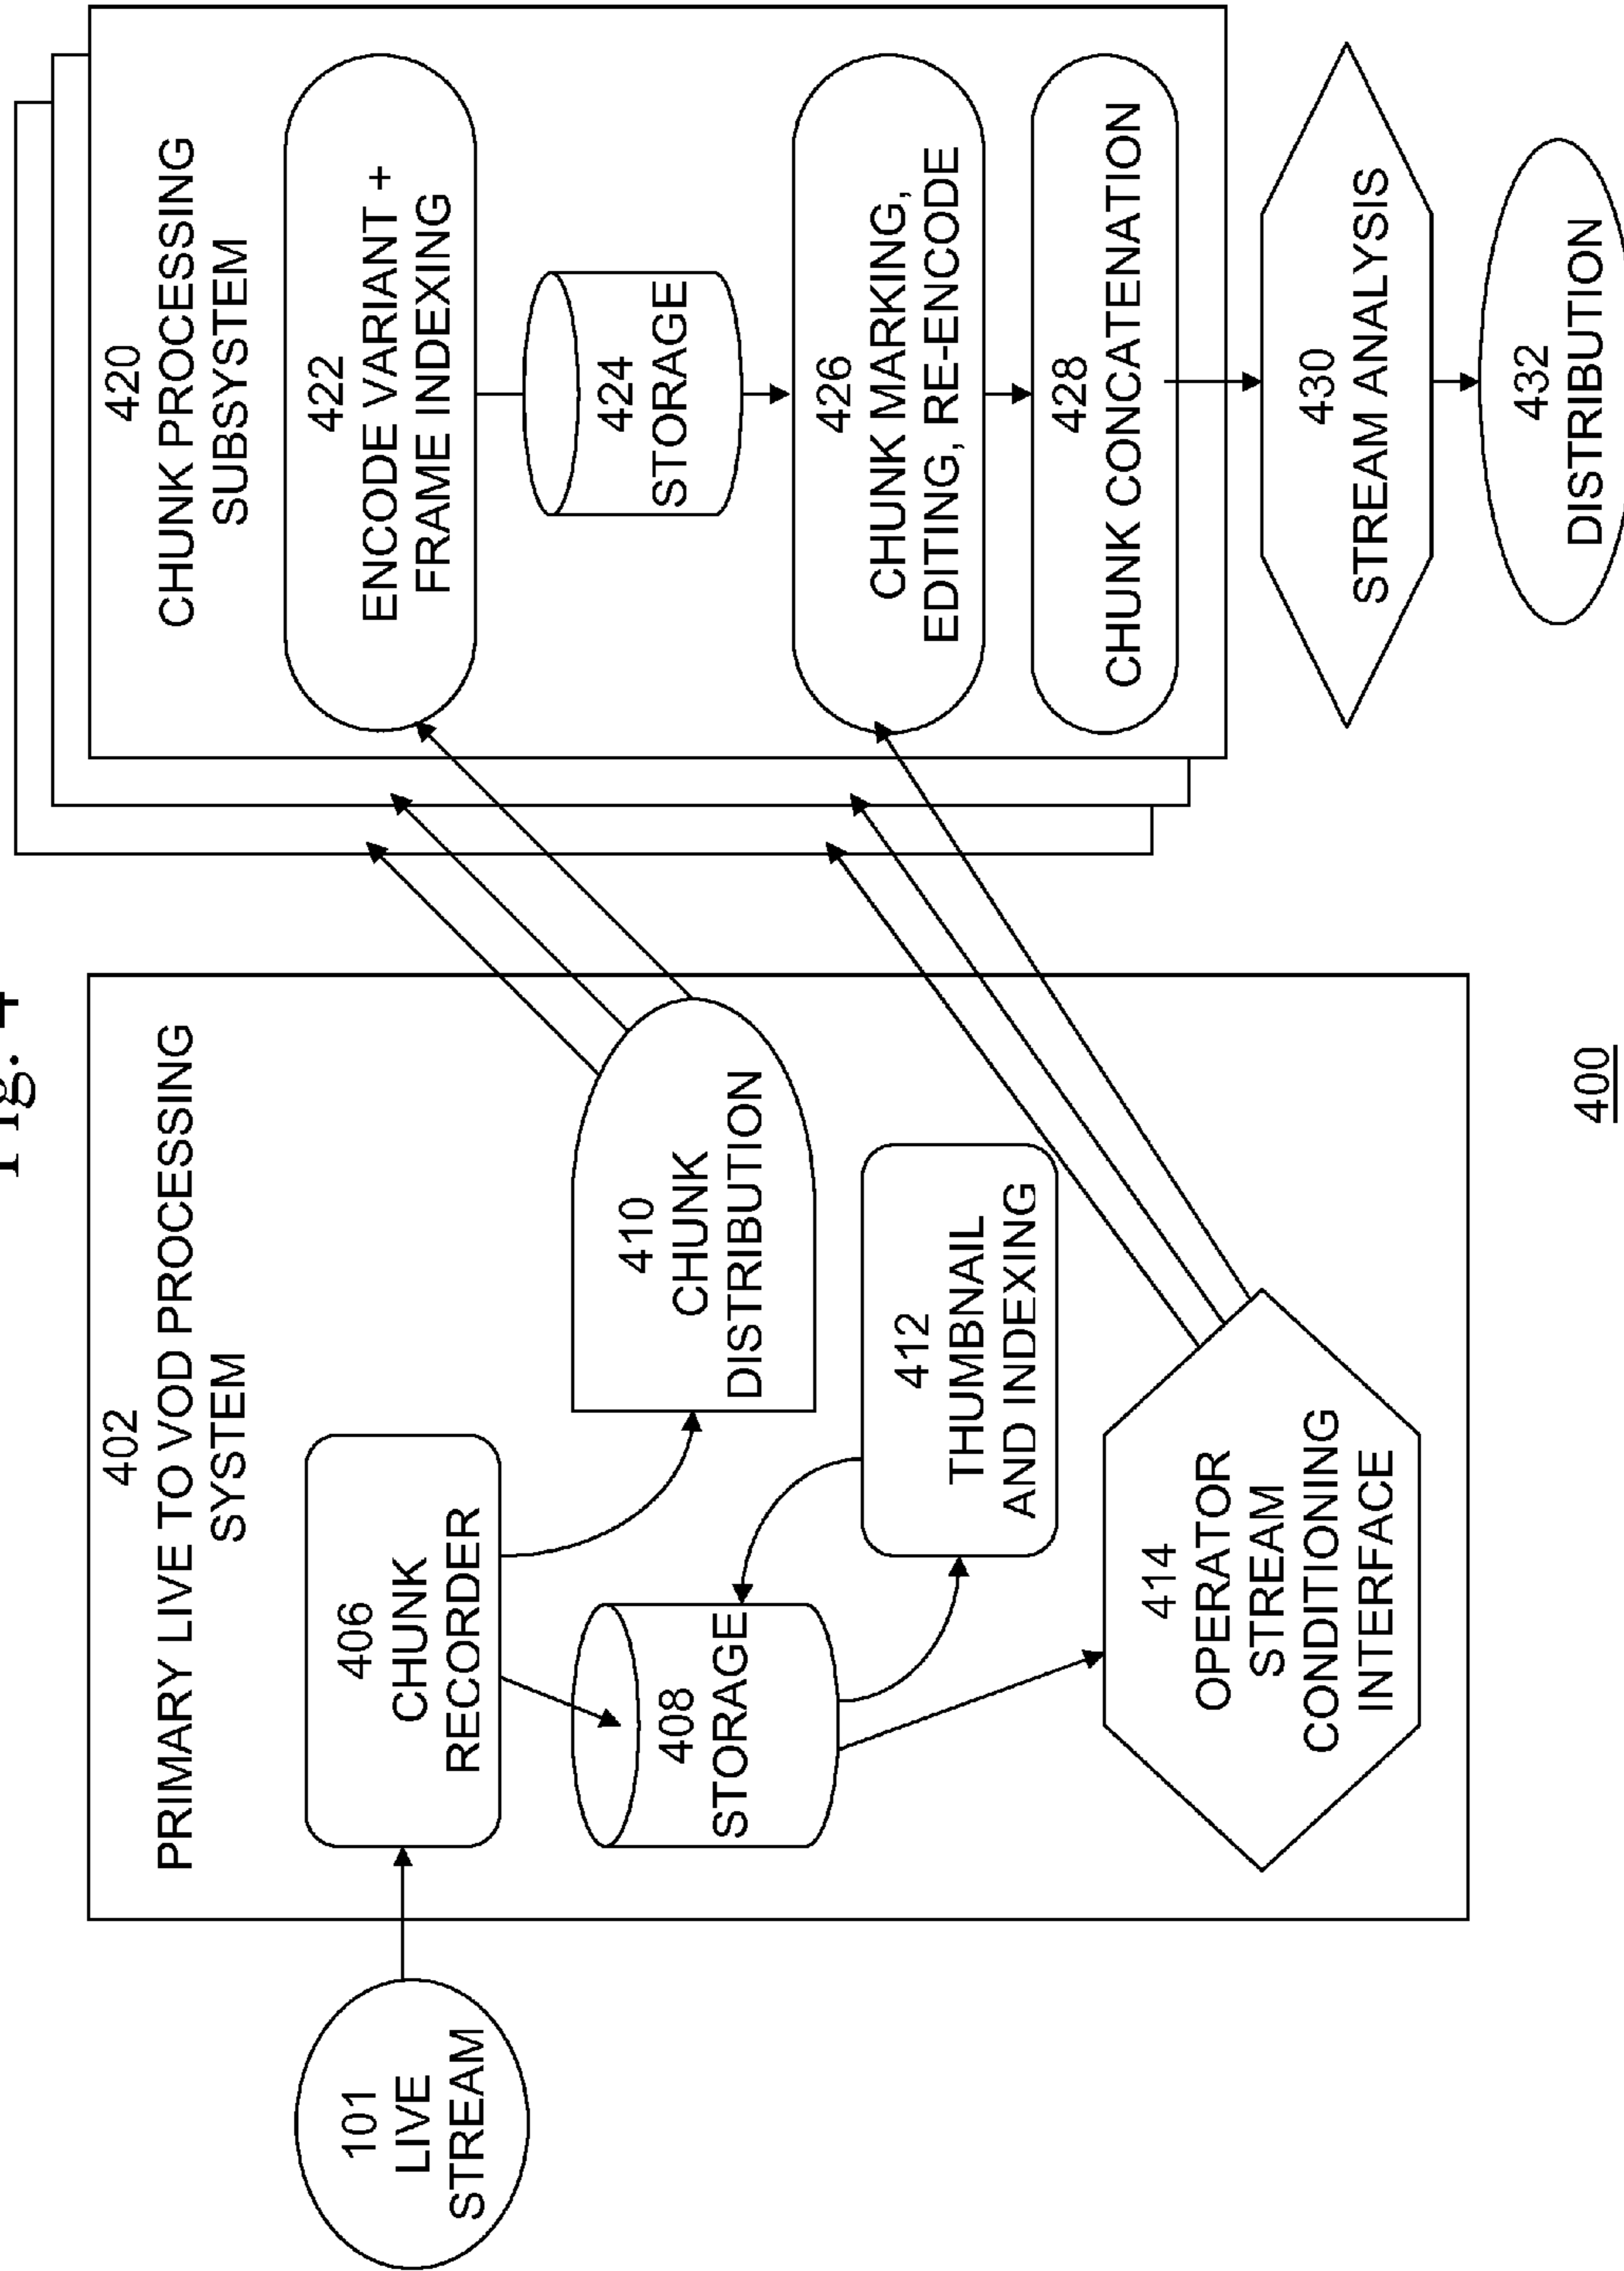 Fig. 4
402
PRIMARY LIVE TO VOD PROCESSING
SYSTEM
101
LIVE
STREAM
406
CHUNK
RECORDER
408
STORAGE
410
CHUNK
DISTRIBUTION
412
THUMBNAIL
AND INDEXING
414
OPERATOR
STREAM
CONDITIONING
INTERFACE
420
CHUNK PROCESSING
SUBSYSTEM
422
ENCODE VARIANT +
FRAME INDEXING
424
STORAGE
426
CHUNK MARKING,
EDITING, RE-ENCODE
428
CHUNK CONCATENATION
430
STREAM ANALYSIS
432
DISTRIBUTION
400